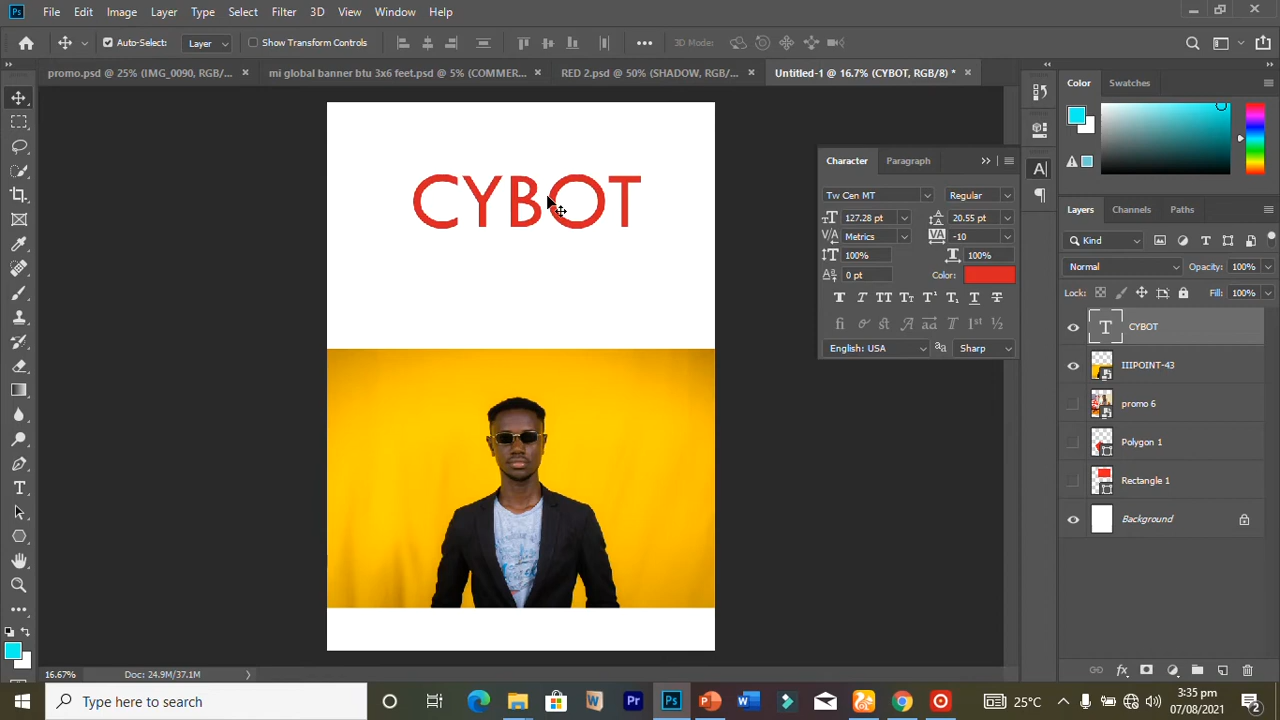 Ps File Edit Image Layer Type Select Filter 3D View Window Help
Auto-Select: Layer Show Transform Controls 3D Mode:
promo.psd @ 25% (IMG_0090, RGB/... × mi global banner btu 3x6 feet.psd @ 5% (COMMER... × RED 2.psd @ 50% (SHADOW, RGB/... × Untitled-1 @ 16.7% (CYBOT, RGB/8) * ×
CYBOT
Character Paragraph
Tw Cen MT Regular
127.28 pt 20.55 pt
Metrics -10
100% 100%
0 pt Color:
English: USA Sharp
Color Swatches
Layers Channels Paths
Kind
Normal Opacity: 100%
Lock: Fill: 100%
CYBOT
IIIPOINT-43
promo 6
Polygon 1
Rectangle 1
Background
16.67% Doc: 24.9M/37.1M
Type here to search
25°C
3:35 pm
07/08/2021
2